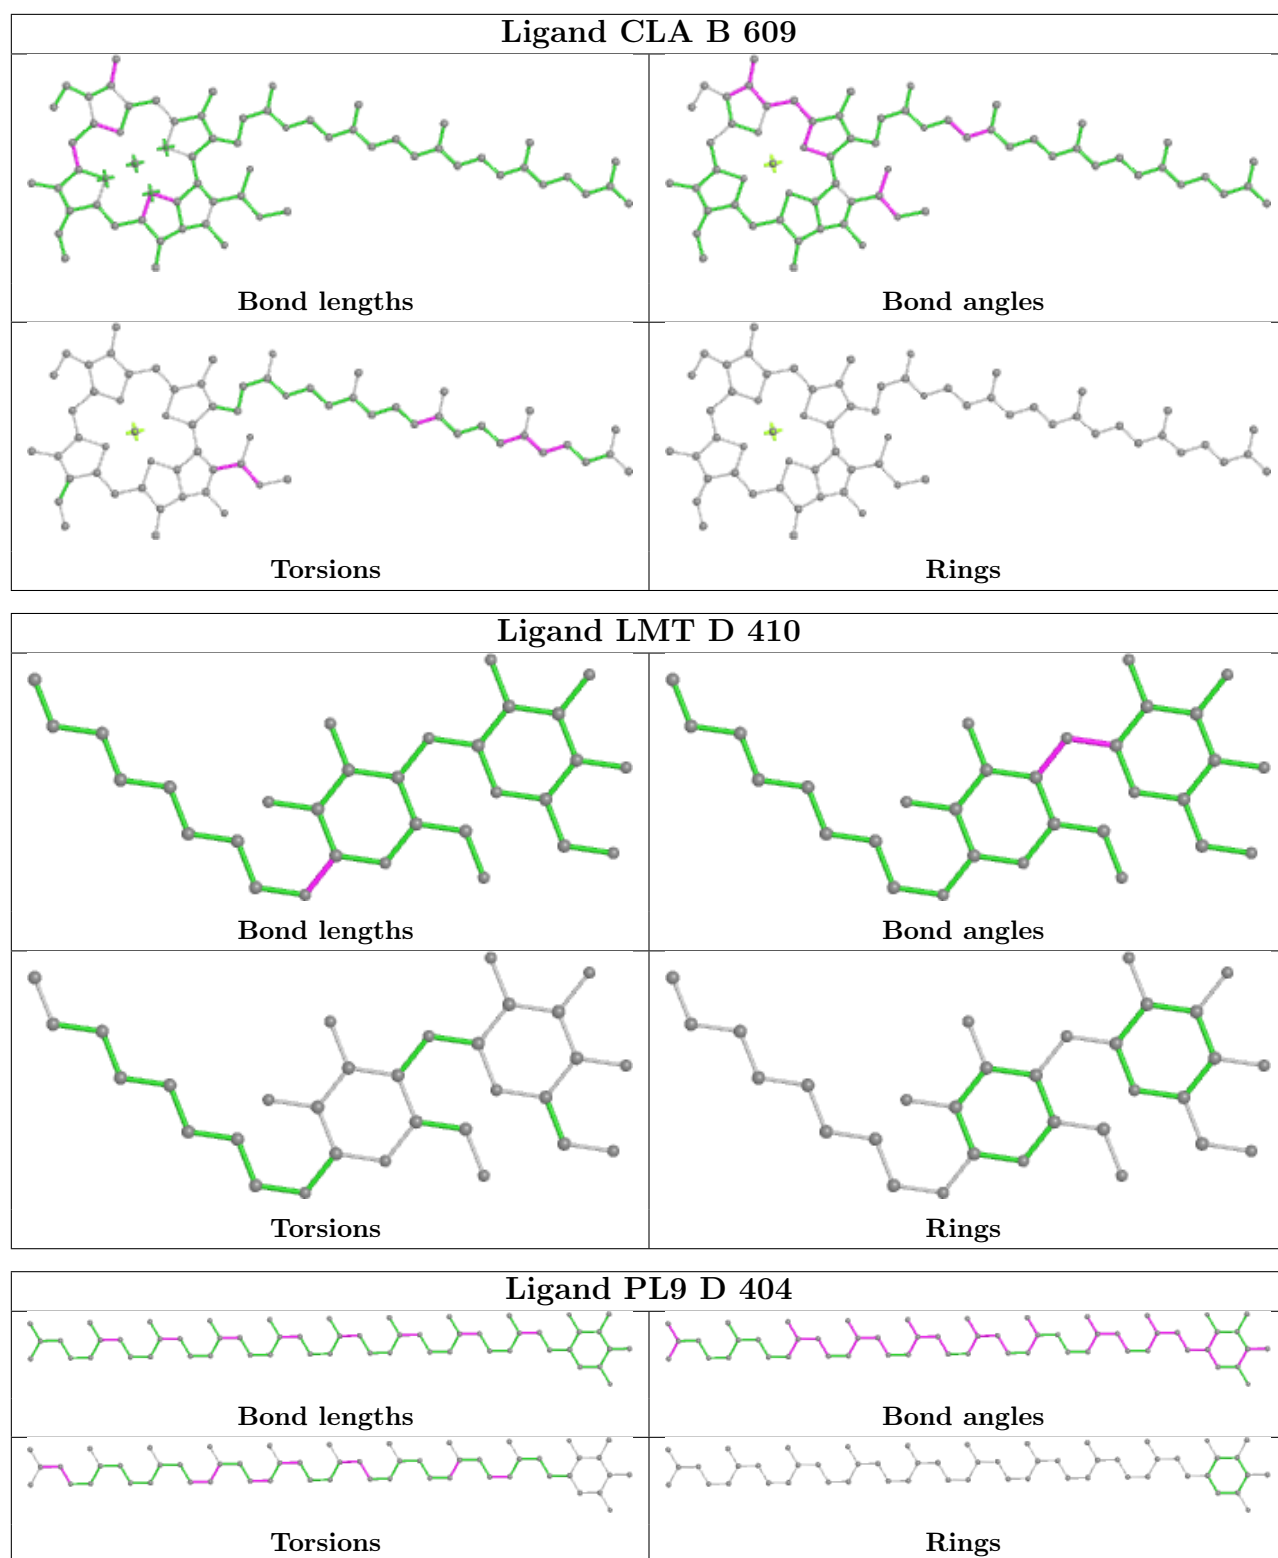 Ligand CLA B 609
Bond lengths
Bond angles
Torsions
Rings
Ligand LMT D 410
Bond lengths
Bond angles
Torsions
Rings
Ligand PL9 D 404
Bond lengths
Bond angles
Torsions
Rings